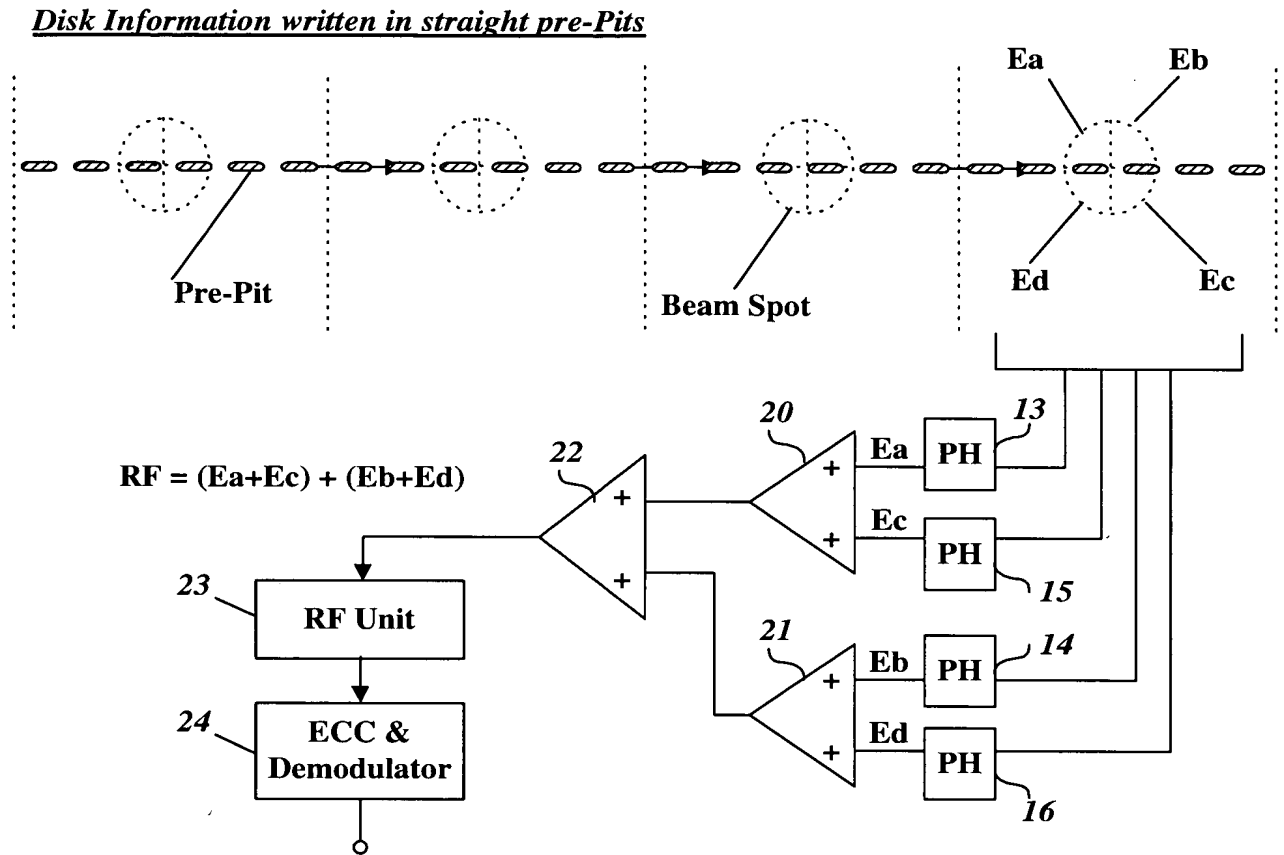 Disk Information written in straight pre-Pits
Ea
Eb
Pre-Pit
Beam Spot
Ed
Ec
RF = (Ea+Ec) + (Eb+Ed)
22
20
Ea
PH
13
+
+
Ec
PH
15
+
+
23
RF Unit
21
Eb
PH
14
+
24
ECC &
Demodulator
Ed
PH
16
+